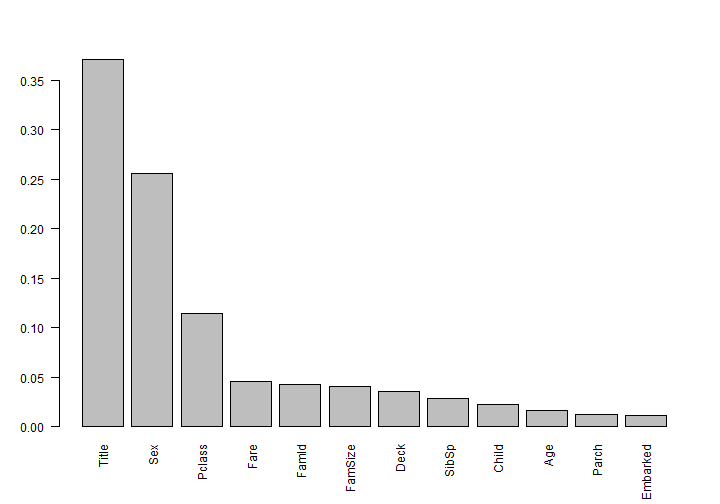 0.35
0.30
0.25
0.20
0.15
0.10
0.05
0.00
Title
Sex
Pclass
Fare
FamId
FamSize
Deck
SibSp
Child
Age
Parch
Embarked